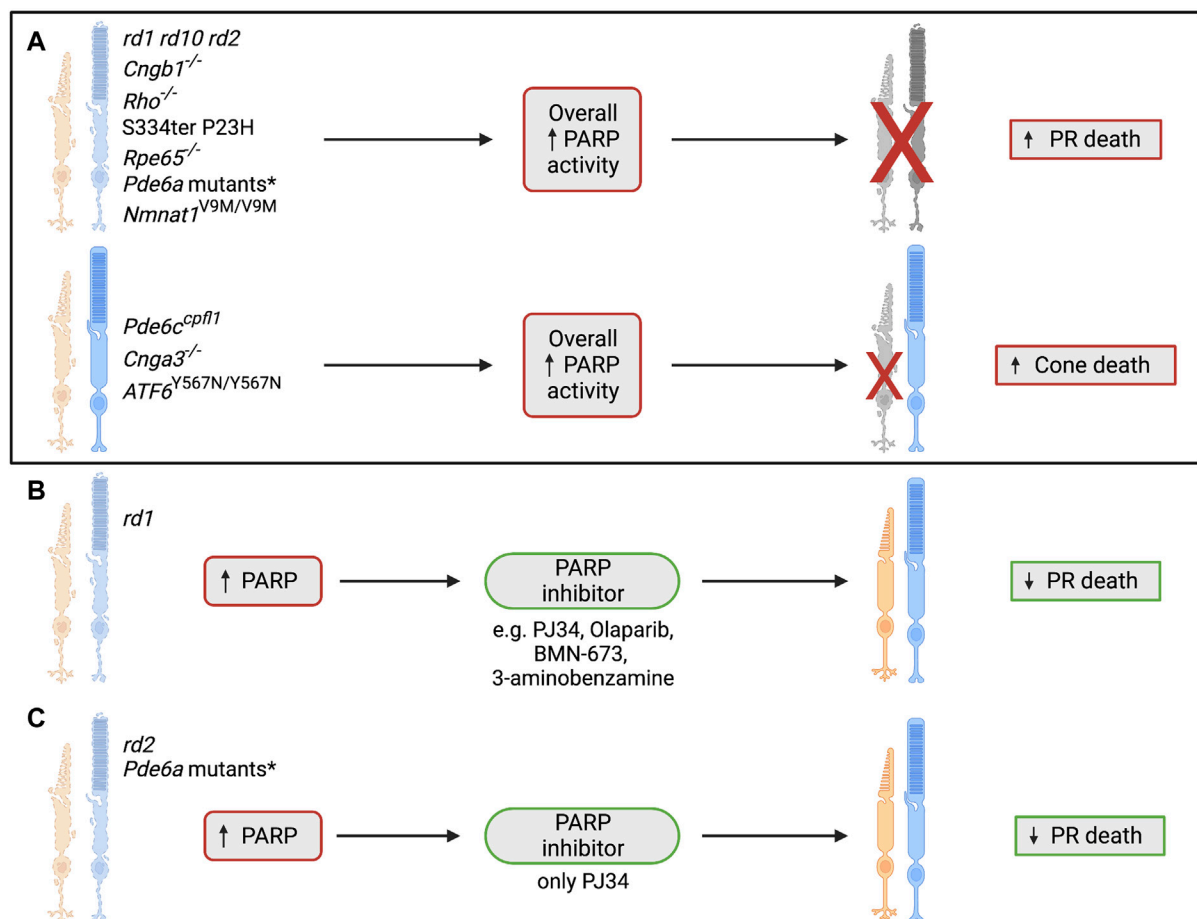 A
rd1 rd10 rd2
Cngb1-/-
Rho-/-
S334ter P23H
Rpe65-/-
Pde6a mutants*
Nmnat1V9M/V9M
Overall
↑ PARP
activity
↑ PR death
Pde6ccpfl1
Cnga3-/-
ATF6Y567N/Y567N
Overall
↑ PARP
activity
↑ Cone death
B
rd1
↑ PARP
PARP
inhibitor
e.g. PJ34, Olaparib,
BMN-673,
3-aminobenzamine
↓ PR death
C
rd2
Pde6a mutants*
↑ PARP
PARP
inhibitor
only PJ34
↓ PR death